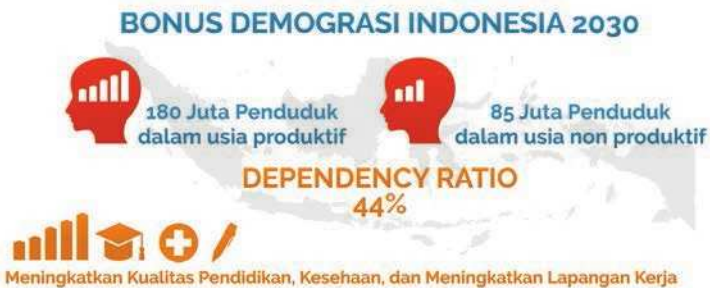 BONUS DEMOGRASI INDONESIA 2030
180 Juta Penduduk
dalam usia produktif
85 Juta Penduduk
dalam usia non produktif
DEPENDENCY RATIO
44%
Meningkatkan Kualitas Pendidikan, Kesehaan, dan Meningkatkan Lapangan Kerja